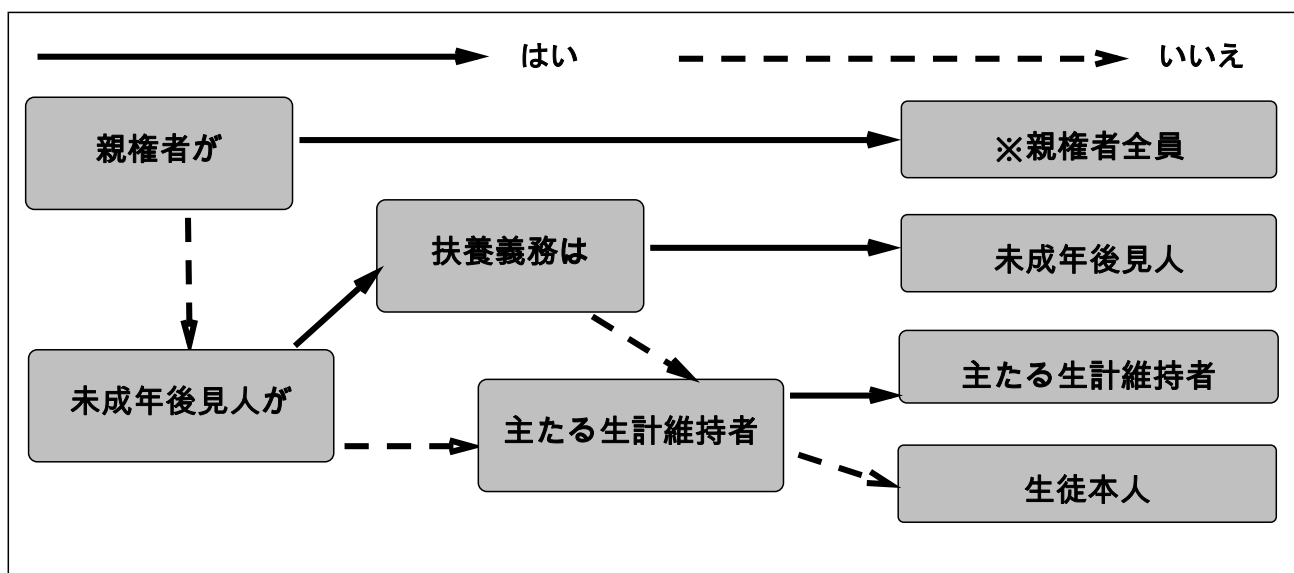 はい
いいえ
親権者が
※親権者全員
扶養義務は
未成年後見人
未成年後見人が
主たる生計維持者
主たる生計維持者
生徒本人